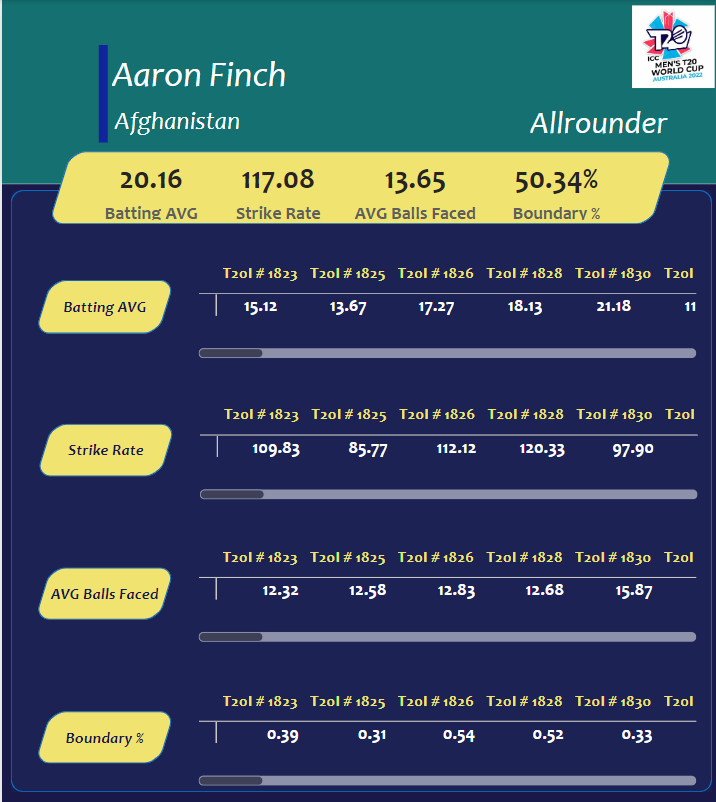 ICC
MEN'S T20
WORLD CUP
AUSTRALIA 2022
Aaron Finch
Afghanistan
Allrounder
20.16 117.08 13.65 50.34%
Batting AVG Strike Rate AVG Balls Faced Boundary %
T20I # 1823 T20I # 1825 T20I # 1826 T20I # 1828 T20I # 1830 T20I
Batting AVG 15.12 13.67 17.27 18.13 21.18 11
T20I # 1823 T20I # 1825 T20I # 1826 T20I # 1828 T20I # 1830 T20I
Strike Rate 109.83 85.77 112.12 120.33 97.90
T20I # 1823 T20I # 1825 T20I # 1826 T20I # 1828 T20I # 1830 T20I
AVG Balls Faced 12.32 12.58 12.83 12.68 15.87
T20I # 1823 T20I # 1825 T20I # 1826 T20I # 1828 T20I # 1830 T20I
Boundary % 0.39 0.31 0.54 0.52 0.33